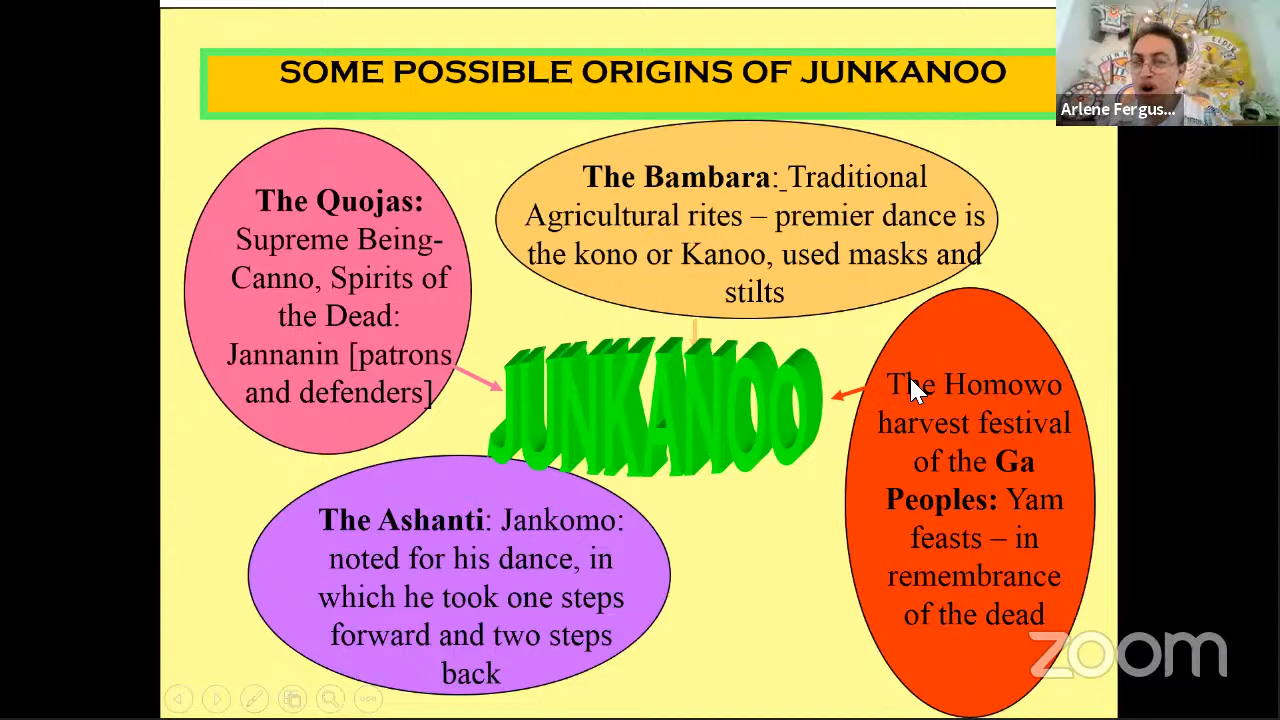 SOME POSSIBLE ORIGINS OF JUNKANOO
Arlene Fergus...
The Quojas:
Supreme Being-
Canno, Spirits of
the Dead:
Jannanin [patrons
and defenders]
The Bambara: Traditional
Agricultural rites – premier dance is
the kono or Kanoo, used masks and
stilts
JUNKANOO
The Homowo
harvest festival
of the Ga
Peoples: Yam
feasts – in
remembrance
of the dead
The Ashanti: Jankomo:
noted for his dance, in
which he took one steps
forward and two steps
back
zoom